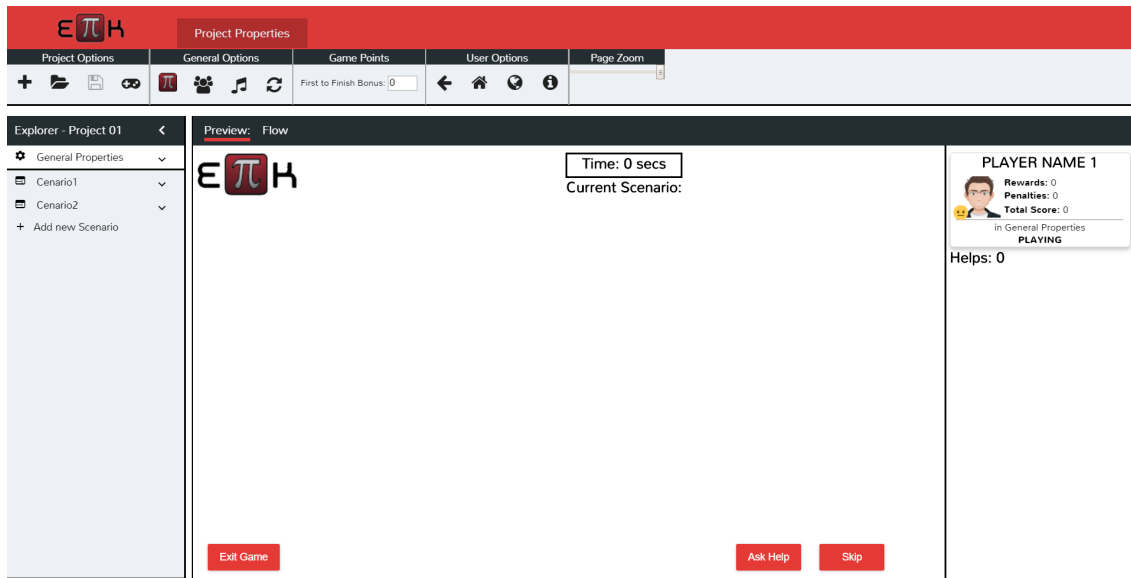 επκ
Project Properties
Project Options
General Options
Game Points
User Options
Page Zoom
π
First to Finish Bonus: 0
Explorer - Project 01
General Properties
Cenario1
Cenario2
+ Add new Scenario
Preview: Flow
επκ
Time: 0 secs
Current Scenario:
Exit Game
Ask Help
Skip
PLAYER NAME 1
Rewards: 0
Penalties: 0
Total Score: 0
in General Properties
PLAYING
Helps: 0